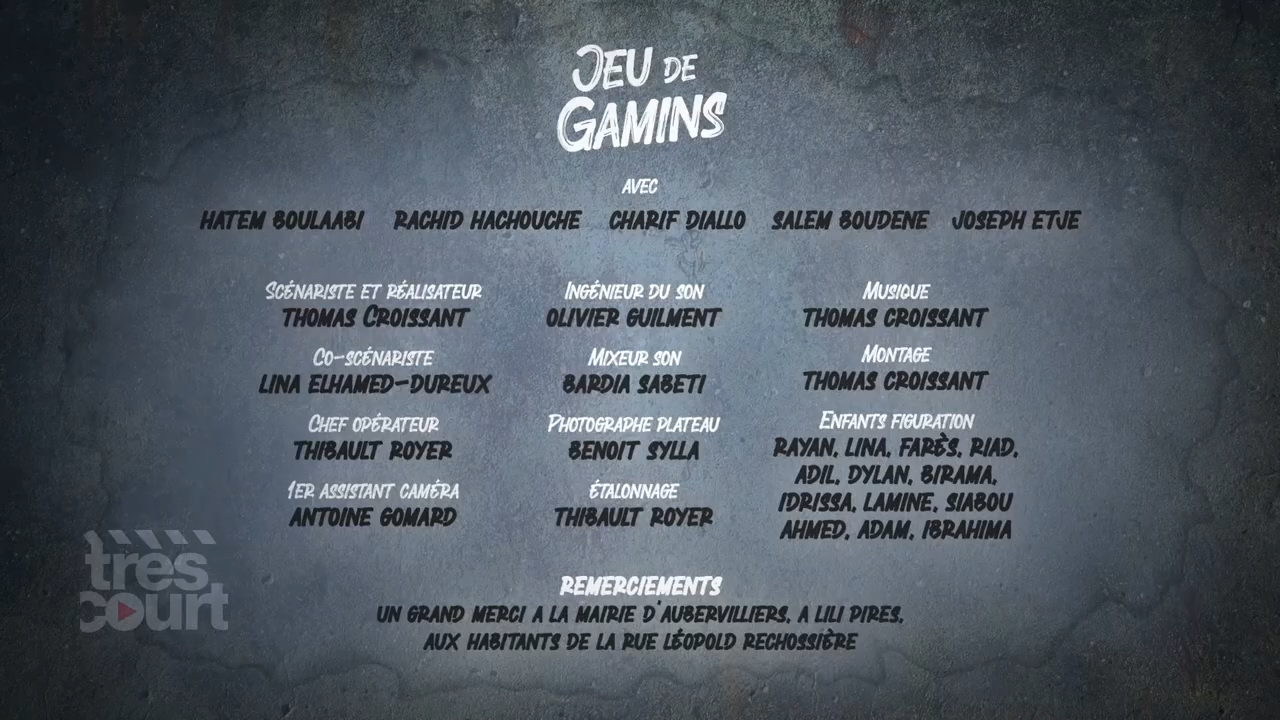 JEU DE
GAMINS
AVEC
HATEM BOULAABI RACHID HACHOUCHE CHARIF DIALLO SALEM BOUDENE JOSEPH ETJE
SCÉNARISTE ET RÉALISATEUR
THOMAS CROISSANT
CO-SCÉNARISTE
LINA ELHAMED-DUREUX
CHEF OPÉRATEUR
THIBAULT ROYER
1ER ASSISTANT CAMÉRA
ANTOINE GOMARD
INGÉNIEUR DU SON
OLIVIER GUILMENT
MIXEUR SON
BARDIA SABETI
PHOTOGRAPHE PLATEAU
BENOIT SYLLA
ÉTALONNAGE
THIBAULT ROYER
MUSIQUE
THOMAS CROISSANT
MONTAGE
THOMAS CROISSANT
ENFANTS FIGURATION
RAYAN, LINA, FARÈS, RIAD,
ADIL, DYLAN, BIRAMA,
IDRISSA, LAMINE, SIABOU
AHMED, ADAM, IBRAHIMA
REMERCIEMENTS
UN GRAND MERCI A LA MAIRIE D'AUBERVILLIERS, A LILI PIRES,
AUX HABITANTS DE LA RUE LÉOPOLD RECHOSSIÈRE
très
court